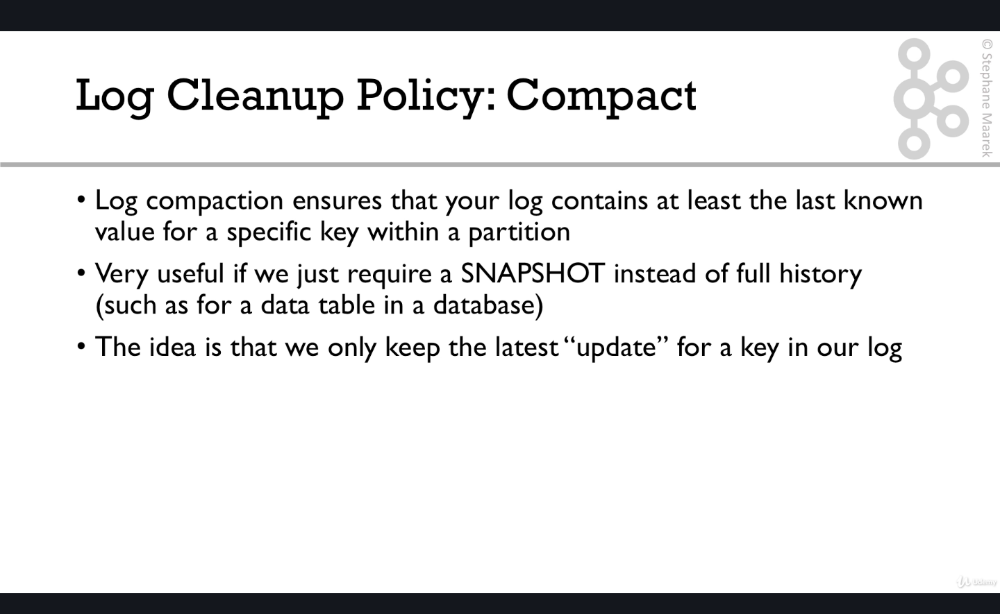 Log Cleanup Policy: Compact
© Stephane Maarek
• Log compaction ensures that your log contains at least the last known
value for a specific key within a partition
• Very useful if we just require a SNAPSHOT instead of full history
(such as for a data table in a database)
• The idea is that we only keep the latest “update” for a key in our log
Udemy